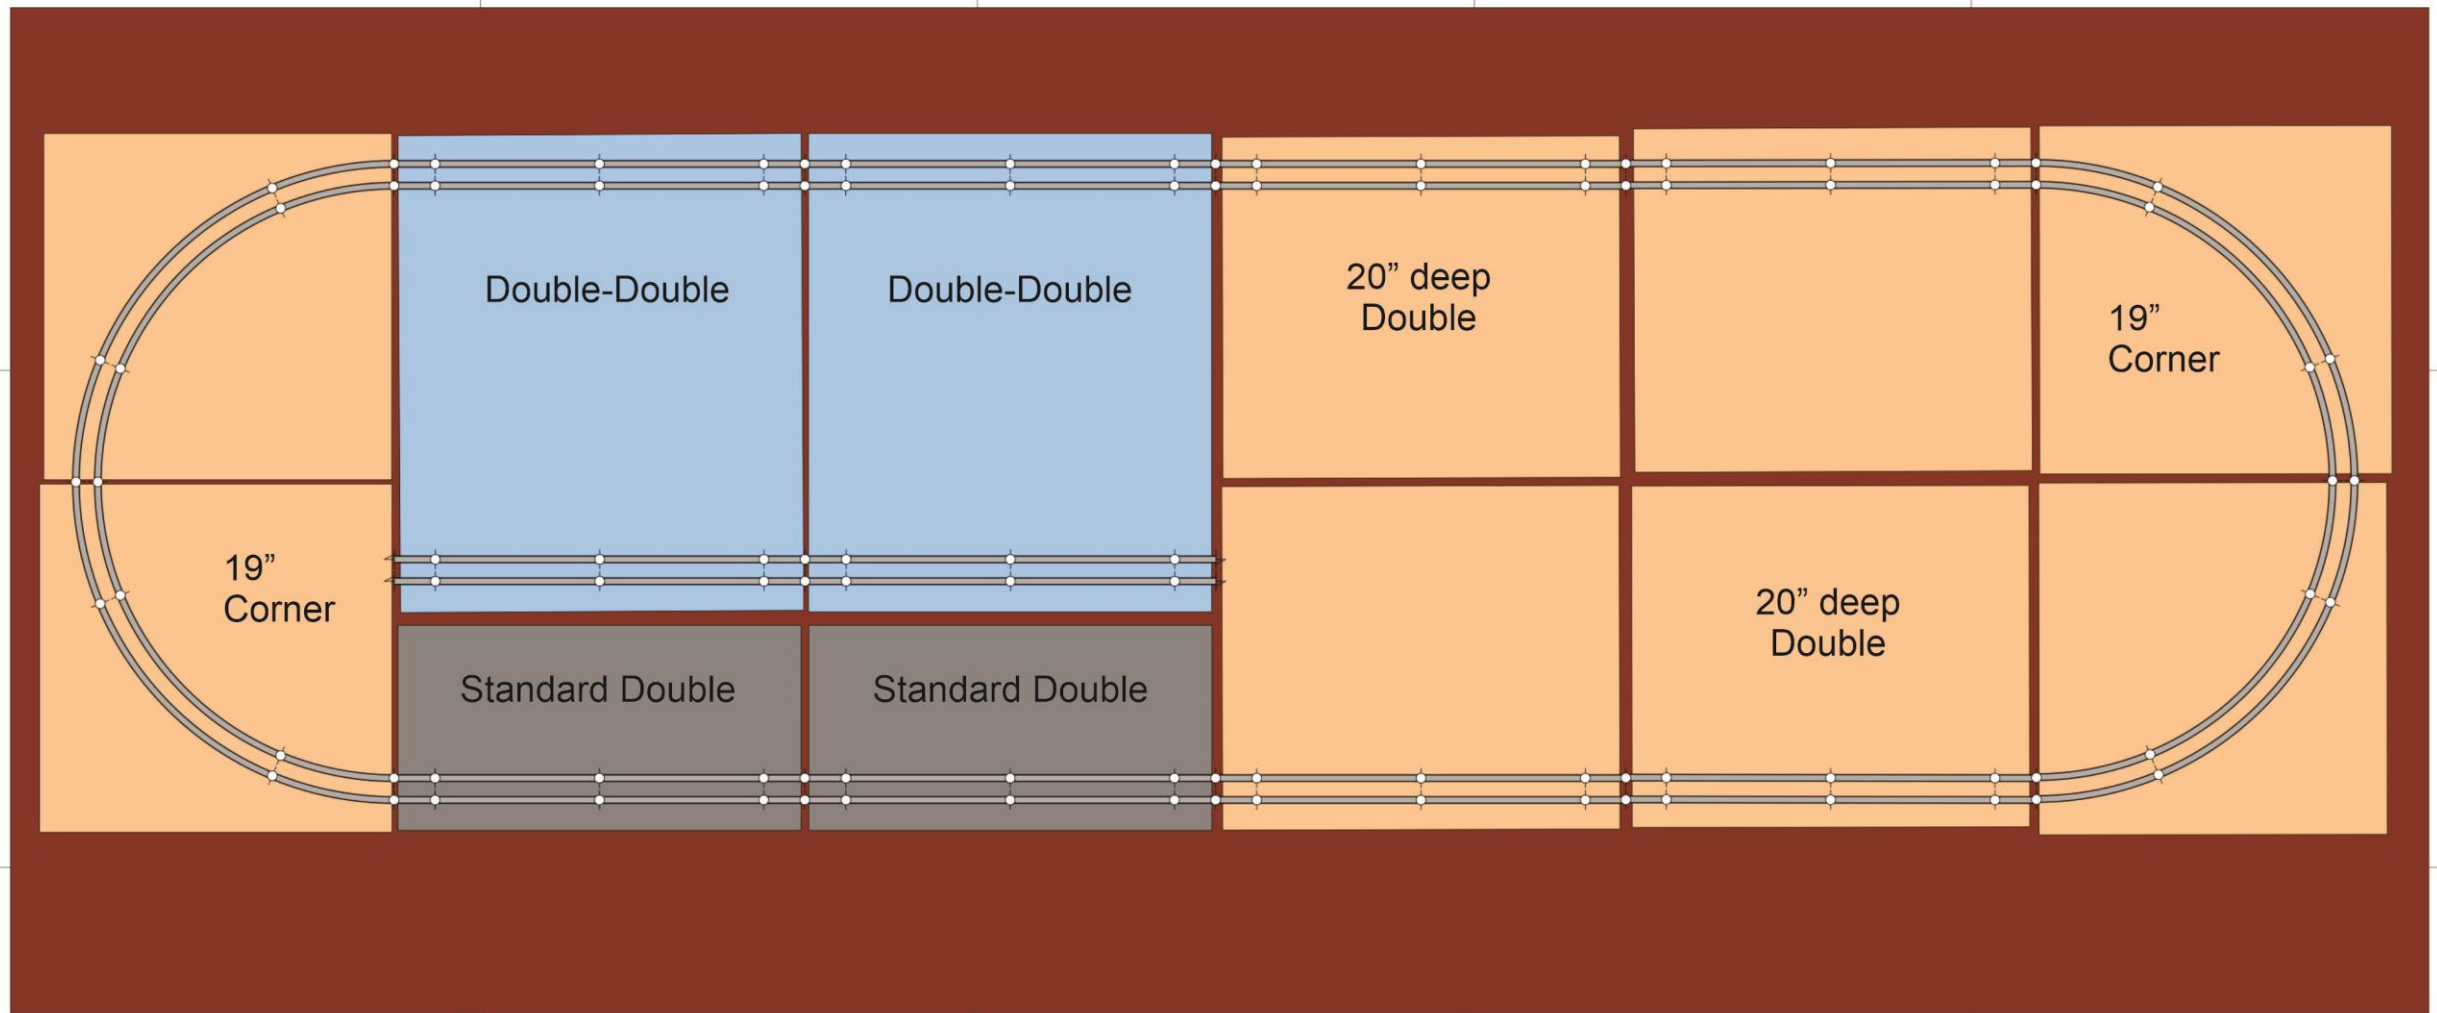 Double-Double
Double-Double
20” deep
Double
19”
Corner
19”
Corner
20” deep
Double
Standard Double
Standard Double